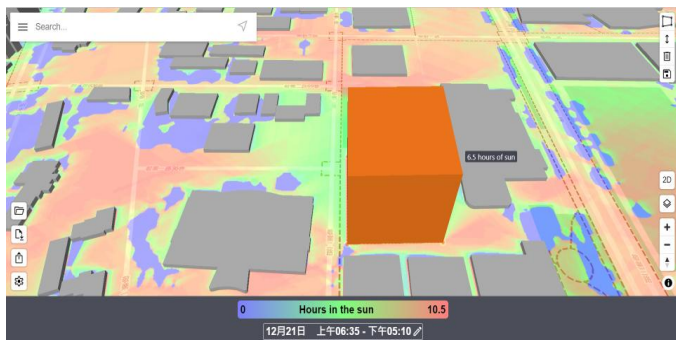 Search...
6.5 hours of sun
2D
0 Hours in the sun 10.5
12月21日 上午06:35 - 下午05:10